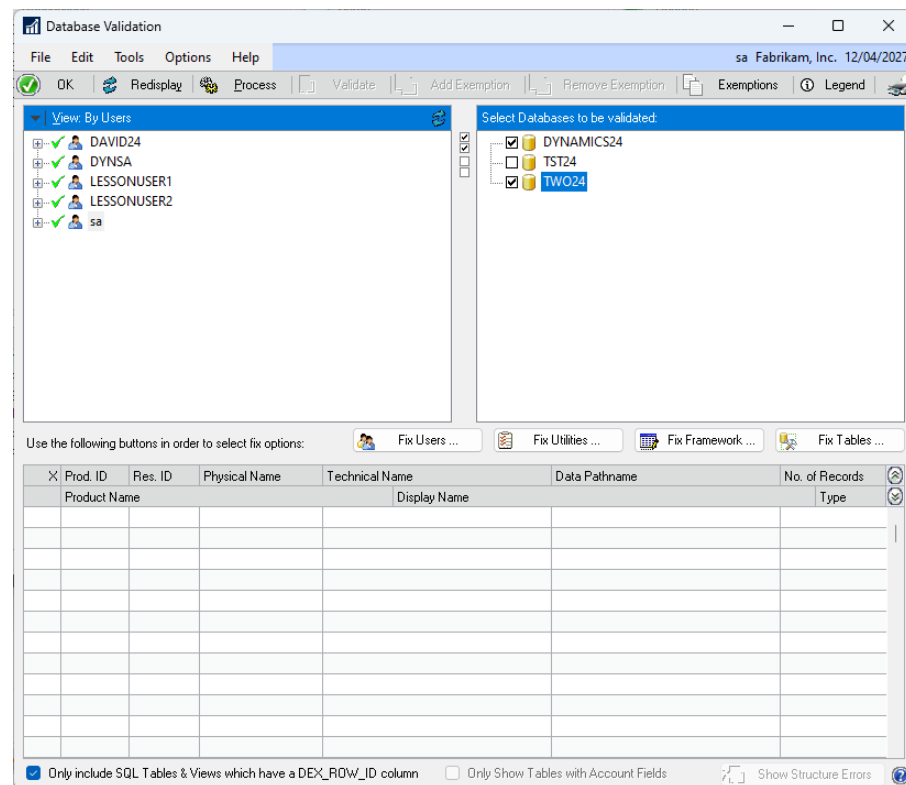 Database Validation
File Edit Tools Options Help sa Fabrikam, Inc. 12/04/2027
OK Redisplay Process Validate Add Exemption Remove Exemption Exemptions Legend
View: By Users
DAVID24
DYNSA
LESSONUSER1
LESSONUSER2
sa
Select Databases to be validated:
DYNAMICS24
TST24
TWO24
Use the following buttons in order to select fix options: Fix Users ... Fix Utilities ... Fix Framework ... Fix Tables ...
X Prod. ID Res. ID Physical Name Technical Name Data Pathname No. of Records
Product Name Display Name Type
Only include SQL Tables & Views which have a DEX_ROW_ID column Only Show Tables with Account Fields Show Structure Errors